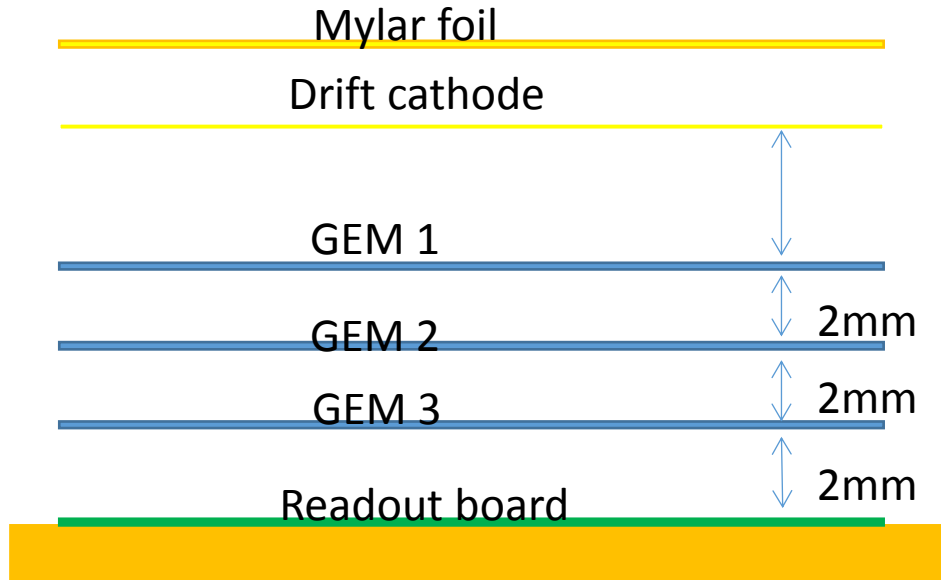 Mylar foil
Drift cathode
GEM 1
GEM 2
2mm
GEM 3
2mm
Readout board
2mm